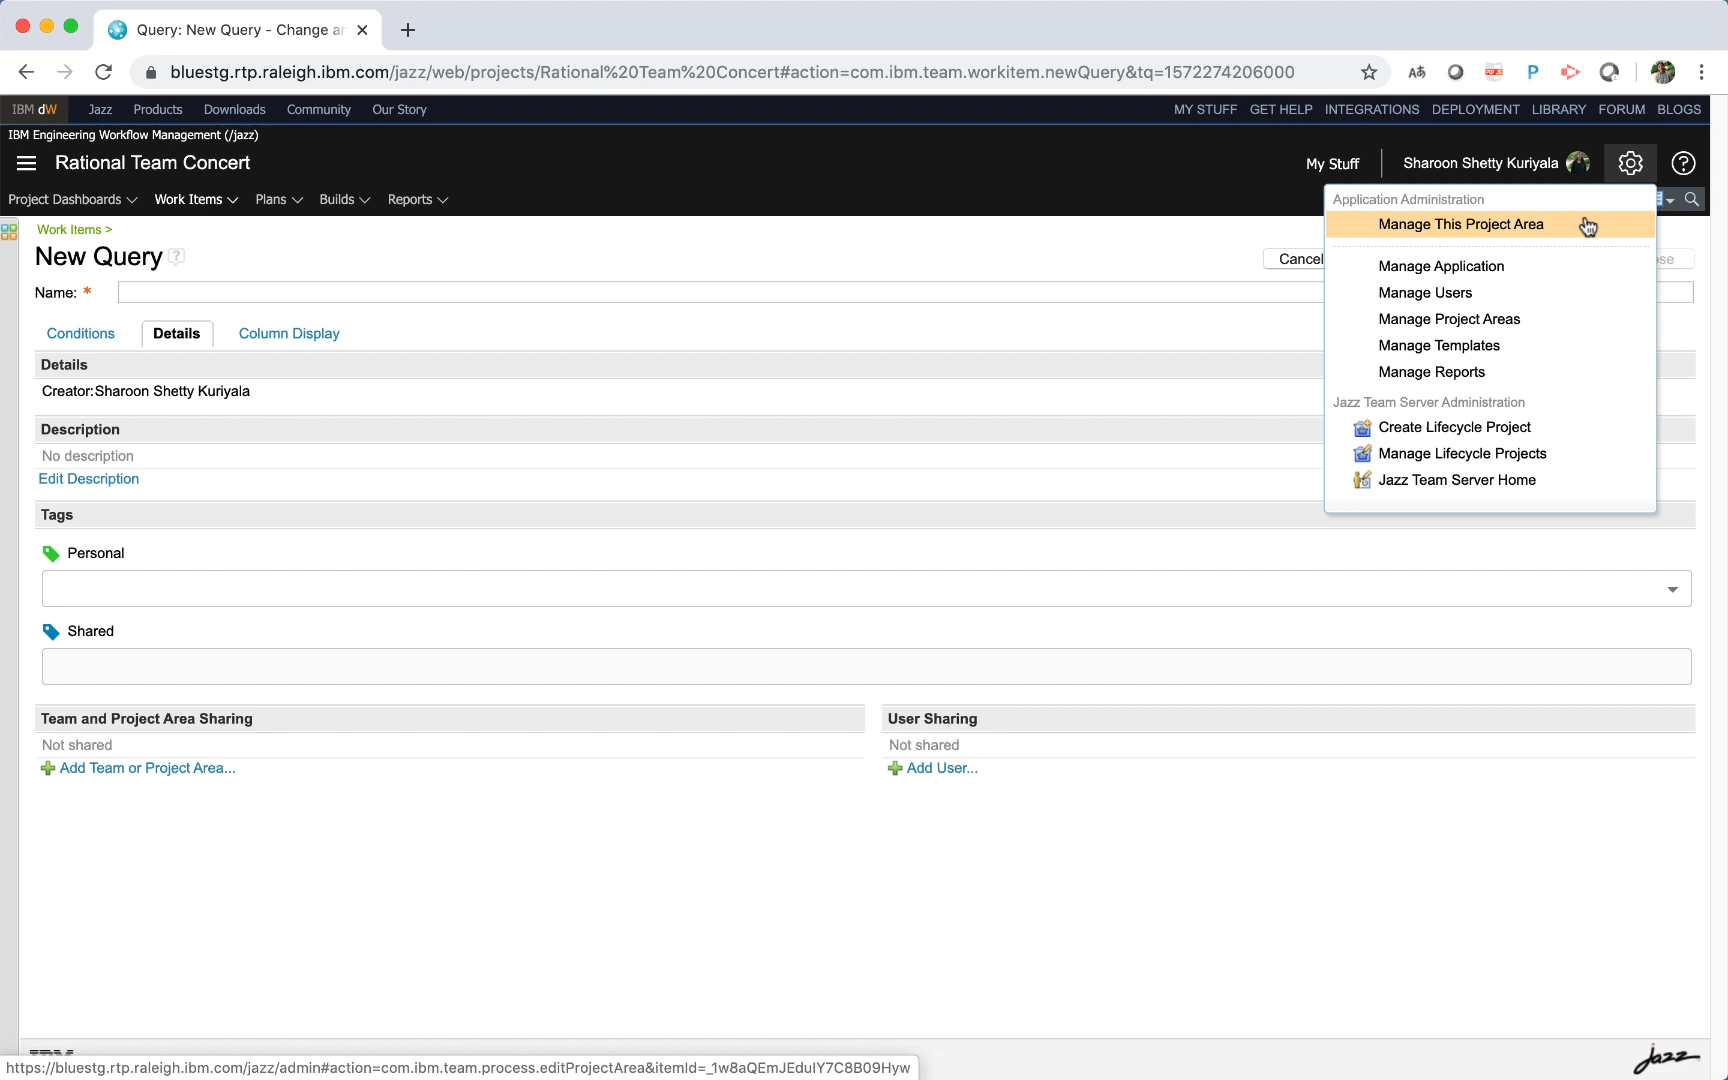 Query: New Query - Change an
bluestg.rtp.raleigh.ibm.com/jazz/web/projects/Rational%20Team%20Concert#action=com.ibm.team.workitem.newQuery&tq=1572274206000
IBM dW Jazz Products Downloads Community Our Story MY STUFF GET HELP INTEGRATIONS DEPLOYMENT LIBRARY FORUM BLOGS
IBM Engineering Workflow Management (/jazz)
Rational Team Concert My Stuff Sharoon Shetty Kuriyala
Project Dashboards Work Items Plans Builds Reports
Application Administration
Manage This Project Area
Manage Application
Manage Users
Manage Project Areas
Manage Templates
Manage Reports
Jazz Team Server Administration
Create Lifecycle Project
Manage Lifecycle Projects
Jazz Team Server Home
Work Items >
New Query ?
Cancel
Name: *
Conditions Details Column Display
Details
Creator:Sharoon Shetty Kuriyala
Description
No description
Edit Description
Tags
Personal
Shared
Team and Project Area Sharing
Not shared
Add Team or Project Area...
User Sharing
Not shared
Add User...
jazz
https://bluestg.rtp.raleigh.ibm.com/jazz/admin#action=com.ibm.team.process.editProjectArea&itemId=_1w8aQEmJEduIY7C8B09Hyw